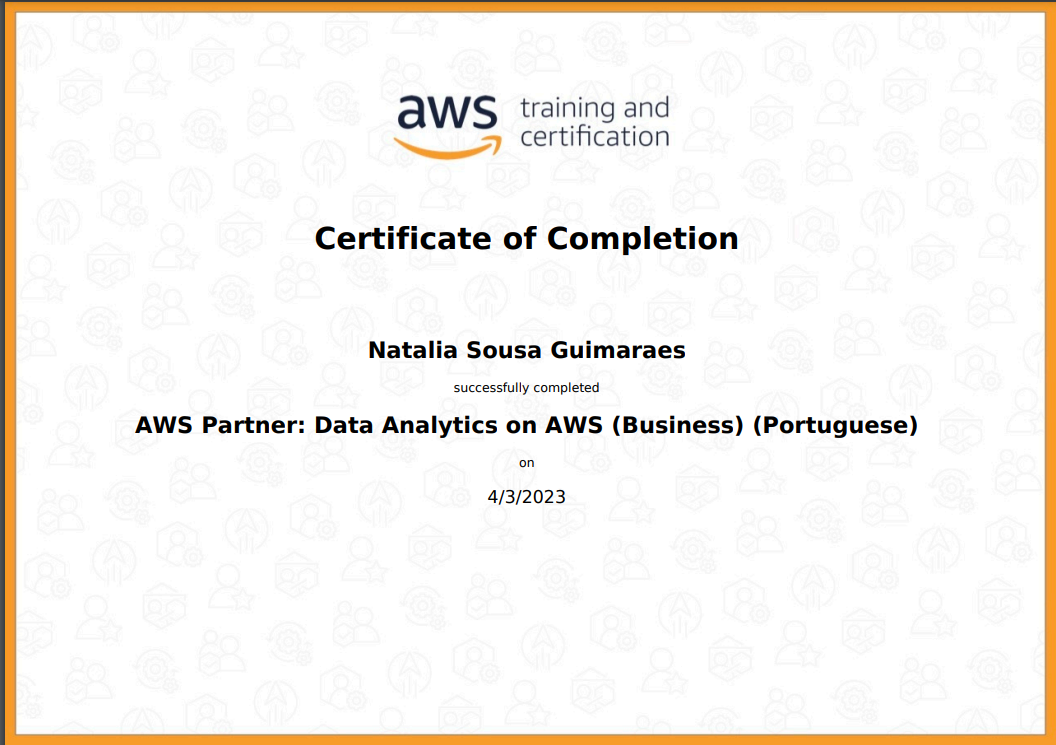 aws training and
certification
Certificate of Completion
Natalia Sousa Guimaraes
successfully completed
AWS Partner: Data Analytics on AWS (Business) (Portuguese)
on
4/3/2023